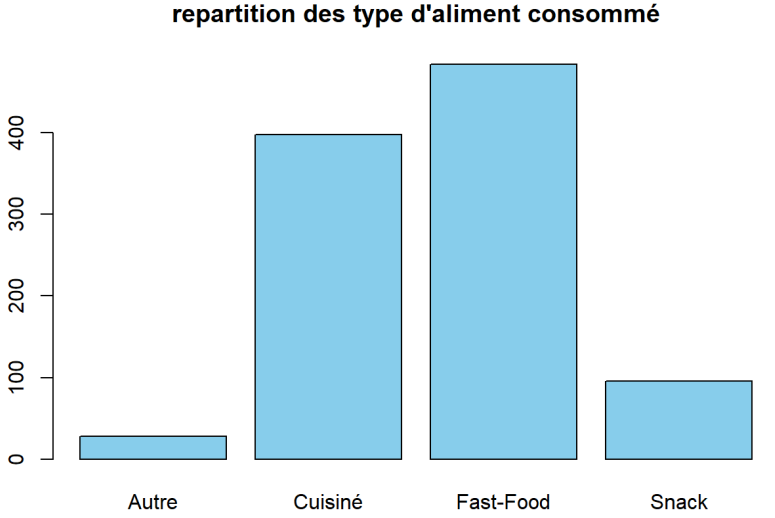 repartition des type d'aliment consommé
400
300
200
100
0
Autre Cuisiné Fast-Food Snack